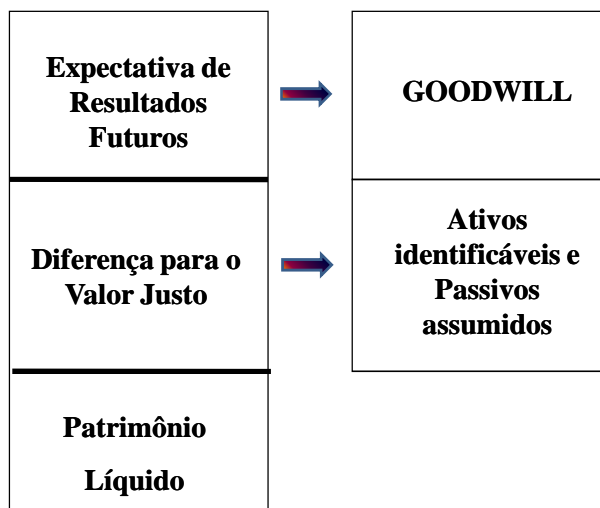 Expectativa de
Resultados
Futuros
GOODWILL
Diferença para o
Valor Justo
Ativos
identificáveis e
Passivos
assumidos
Patrimônio
Líquido